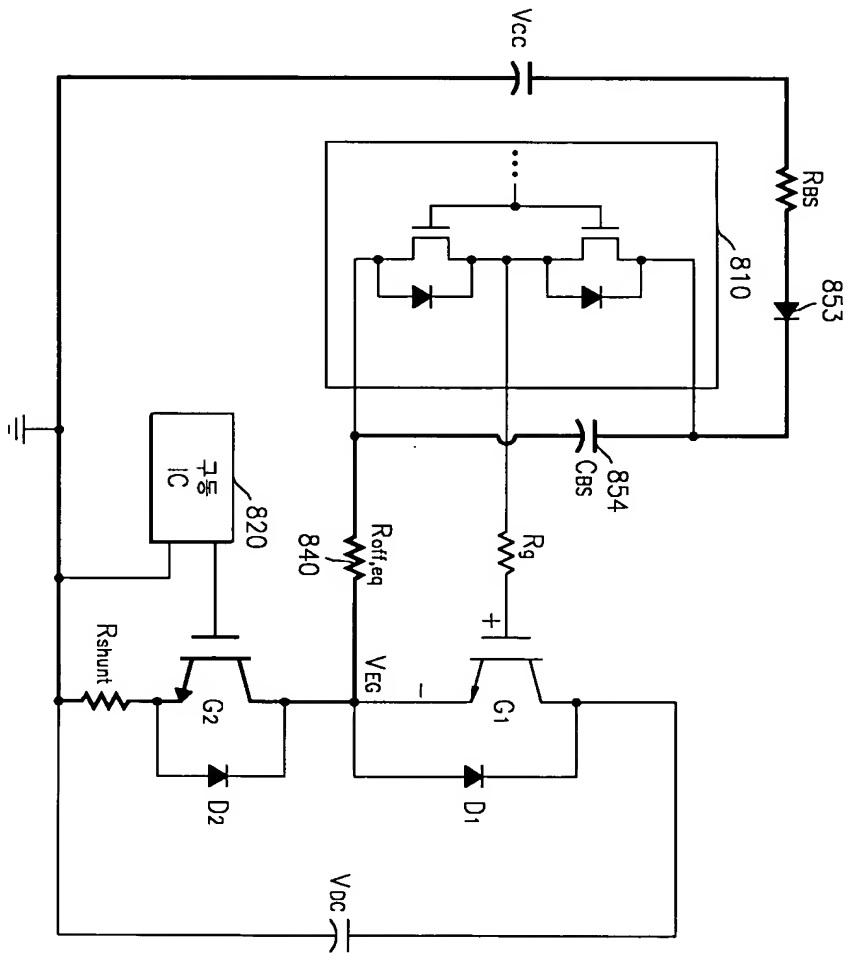 Vcc
RBS
853
810
854
CBS
Rg
+
G1
−
D1
VEG
Roff,eq
840
820
구동
IC
G2
D2
Rshunt
VDC